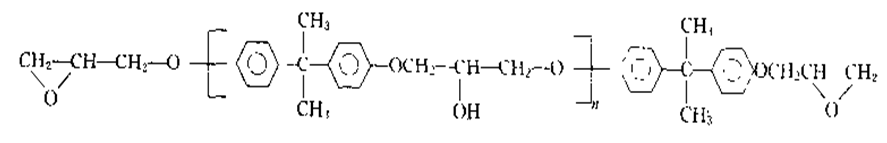 CH₃ CH₃
CH₂—CH—CH₂—O—[—C—OCH₂—CH—CH₂—O—]ₙ—C—OCH₂CH CH₂
O CH₃ OH CH₃ O